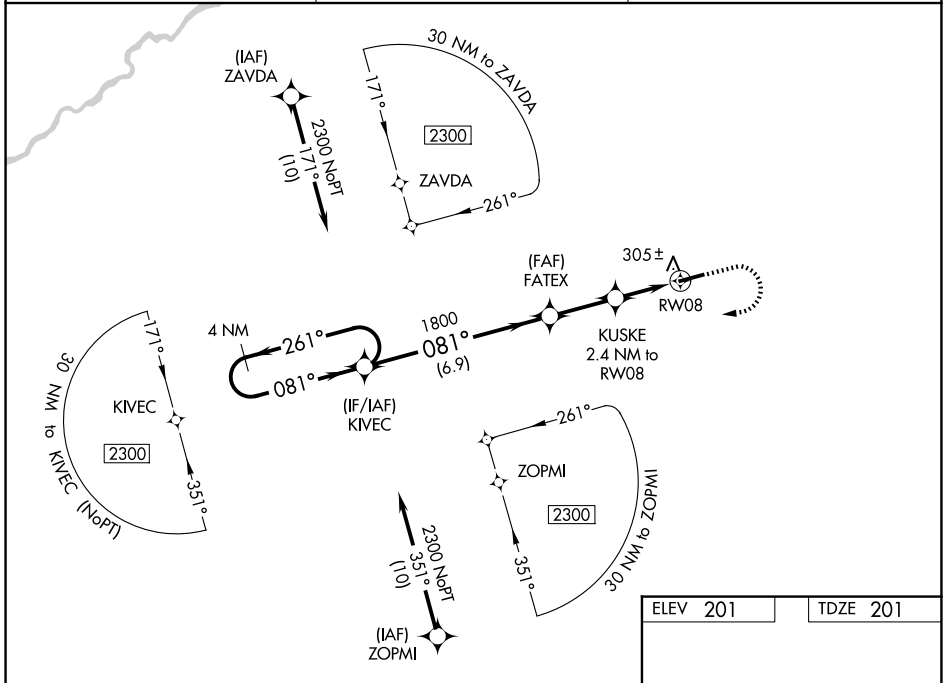 (IAF)
ZAVDA
2300 NoPT
171°
(10)
30 NM to ZAVDA
171°
2300
ZAVDA
261°
305±
(FAF)
FATEX
RW08
4 NM
261°
1800
081°
(6.9)
KUSKE
2.4 NM to
RW08
081°
(IF/IAF)
KIVEC
171°
KIVEC
30 NM to KIVEC (NoPT)
2300
351°
261°
ZOPMI
2300
351°
30 NM to ZOPMI
2300 NoPT
351°
(10)
(IAF)
ZOPMI
ELEV 201
TDZE 201